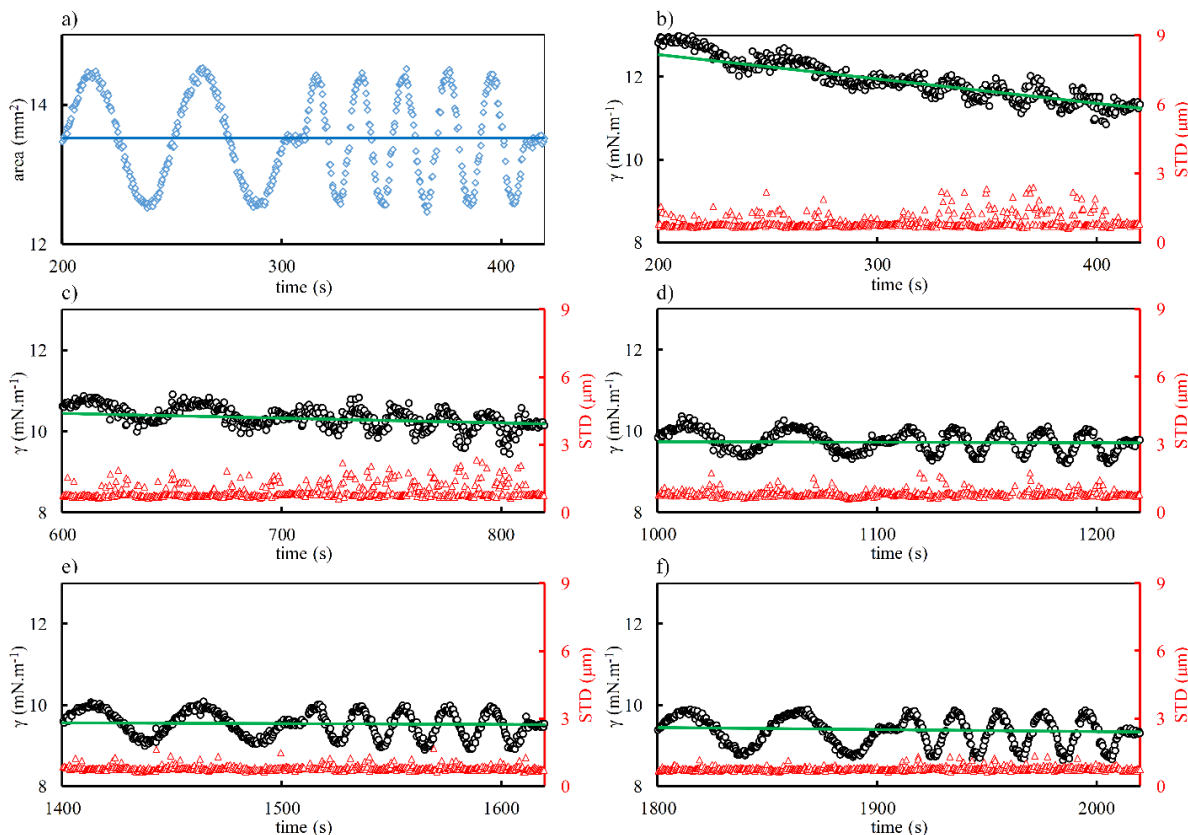 a)
14
12
area (mm-2)
200
300
400
time (s)
b)
12
10
8
γ (mN.m-1)
9
6
3
0
STD (µm)
200
300
400
time (s)
c)
12
10
8
γ (mN.m-1)
9
6
3
0
STD (µm)
600
700
800
time (s)
d)
12
10
8
γ (mN.m-1)
9
6
3
0
STD (µm)
1000
1100
1200
time (s)
e)
12
10
8
γ (mN.m-1)
9
6
3
0
STD (µm)
1400
1500
1600
time (s)
f)
12
10
8
γ (mN.m-1)
9
6
3
0
STD (µm)
1800
1900
2000
time (s)